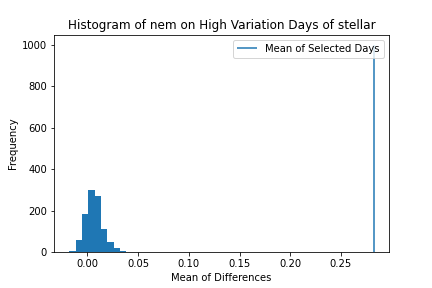 Histogram of nem on High Variation Days of stellar
1000
800
600
400
200
0
Frequency
Mean of Selected Days
0.00 0.05 0.10 0.15 0.20 0.25
Mean of Differences